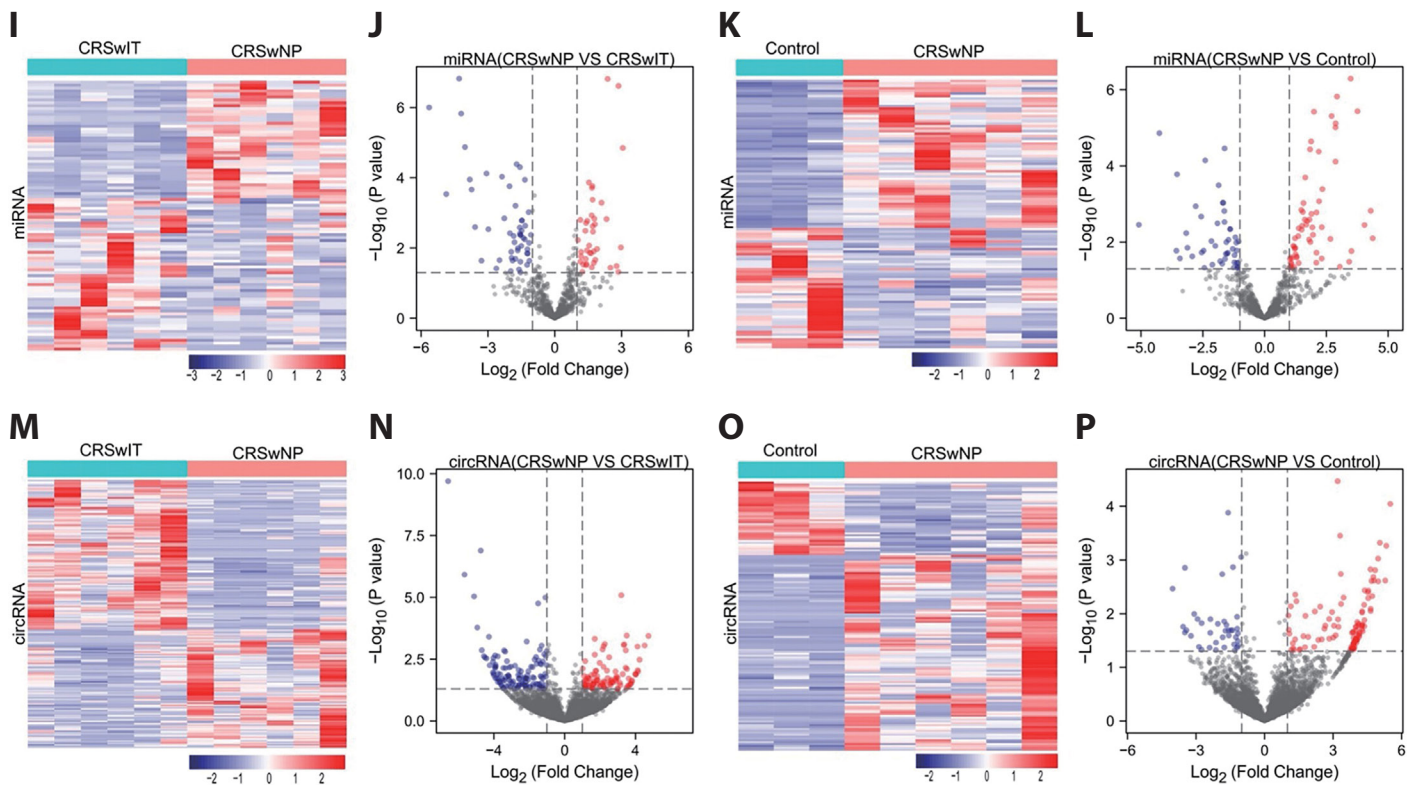 I
CRSwIT CRSwNP
miRNA
−3 −2 −1 0 1 2 3
J
miRNA(CRSwNP VS CRSwIT)
−Log10 (P value)
6
4
2
0
−6 −3 0 3 6
Log2 (Fold Change)
K
Control CRSwNP
miRNA
−2 −1 0 1 2
L
miRNA(CRSwNP VS Control)
−Log10 (P value)
6
4
2
0
−5.0 −2.5 0.0 2.5 5.0
Log2 (Fold Change)
M
CRSwIT CRSwNP
circRNA
−2 −1 0 1 2
N
circRNA(CRSwNP VS CRSwIT)
−Log10 (P value)
10.0
7.5
5.0
2.5
0.0
−4 0 4
Log2 (Fold Change)
O
Control CRSwNP
circRNA
−2 −1 0 1 2
P
circRNA(CRSwNP VS Control)
−Log10 (P value)
4
3
2
1
0
−6 −3 0 3 6
Log2 (Fold Change)